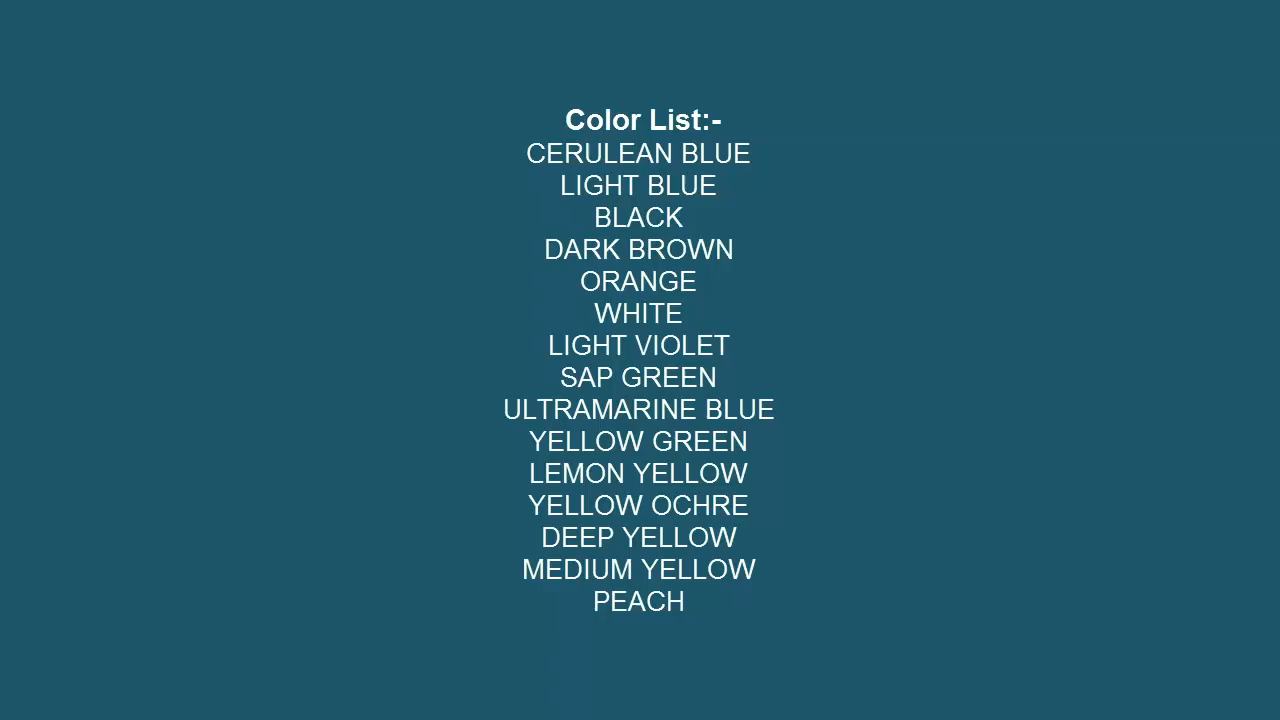 Color List:-
CERULEAN BLUE
LIGHT BLUE
BLACK
DARK BROWN
ORANGE
WHITE
LIGHT VIOLET
SAP GREEN
ULTRAMARINE BLUE
YELLOW GREEN
LEMON YELLOW
YELLOW OCHRE
DEEP YELLOW
MEDIUM YELLOW
PEACH